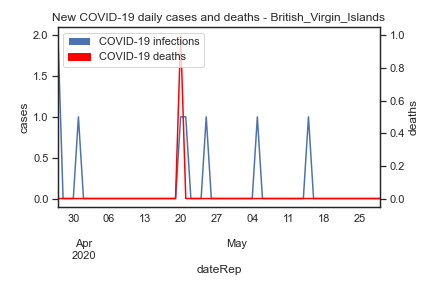 New COVID-19 daily cases and deaths - British_Virgin_Islands
COVID-19 infections
COVID-19 deaths
cases
2.0
1.5
1.0
0.5
0.0
deaths
1.0
0.8
0.6
0.4
0.2
0.0
30 06 13 20 27 04 11 18 25
Apr May
2020
dateRep